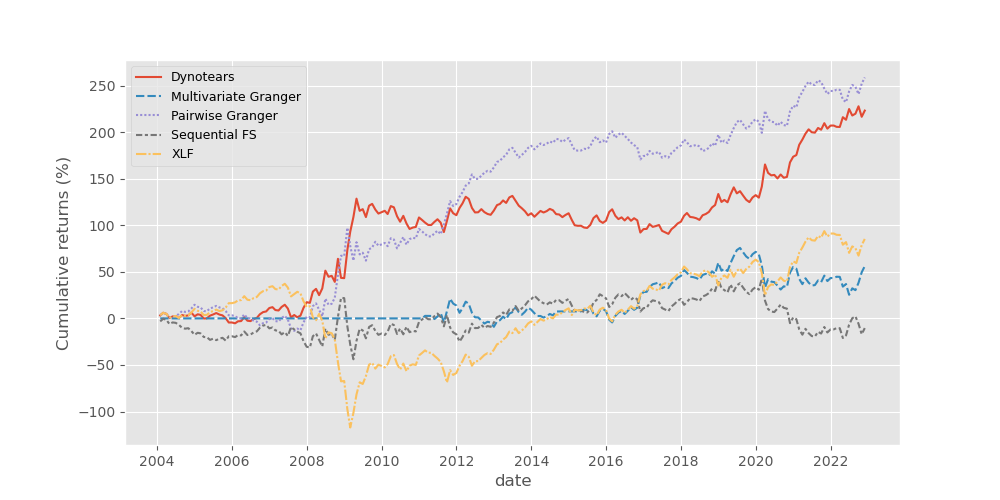 Dynotears
Multivariate Granger
Pairwise Granger
Sequential FS
XLF
Cumulative returns (%)
250
200
150
100
50
0
−50
−100
2004 2006 2008 2010 2012 2014 2016 2018 2020 2022
date